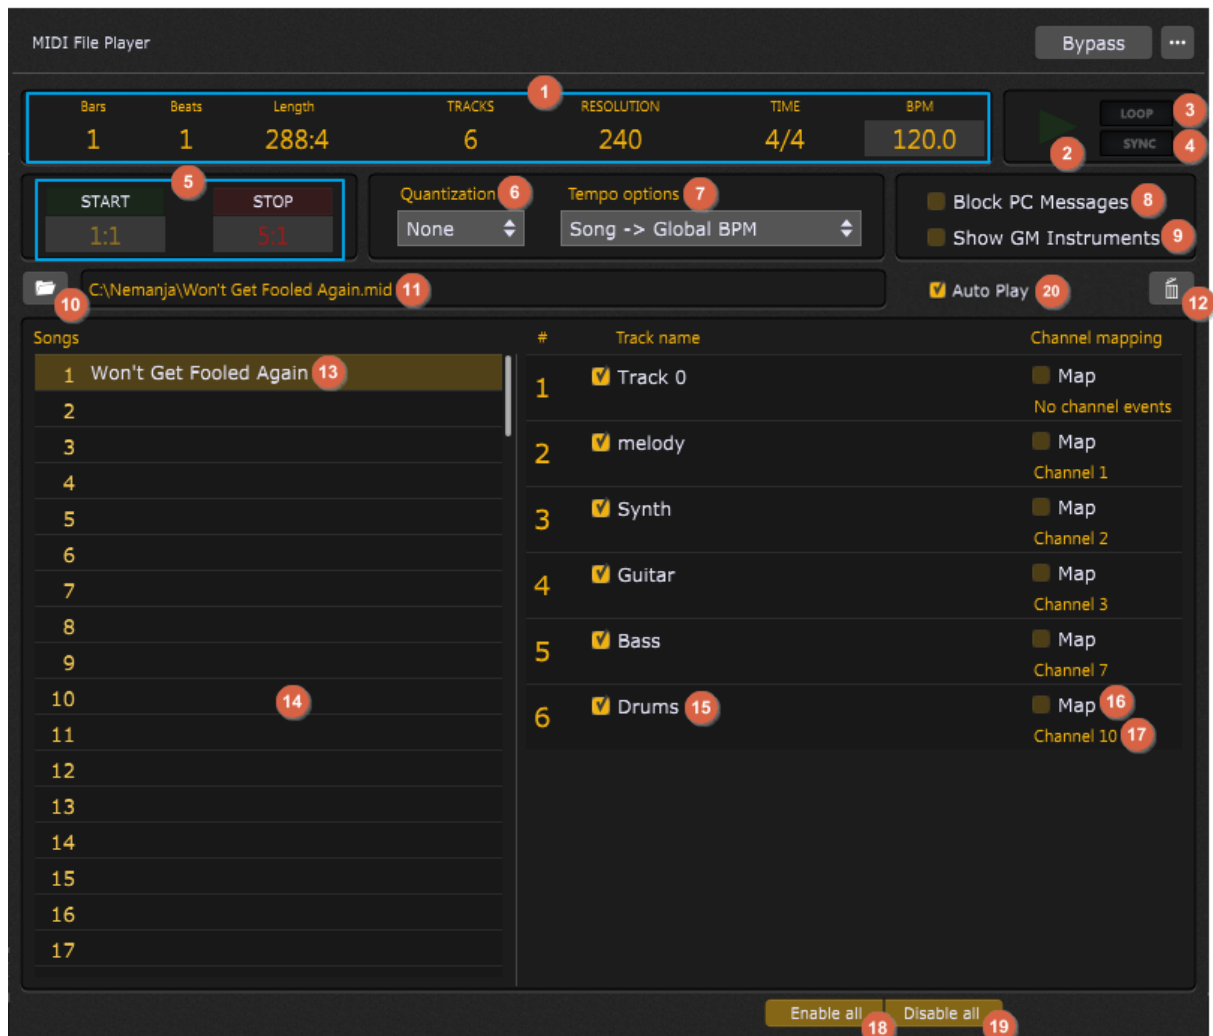 MIDI File Player
Bypass
1
Bars Beats Length TRACKS RESOLUTION TIME BPM
1 1 288:4 6 240 4/4 120.0
LOOP 3
2
SYNC 4
5
START STOP
1:1 5:1
Quantization 6 Tempo options 7
None Song -> Global BPM
Block PC Messages 8
Show GM Instruments 9
10
C:\Nemanja\Won't Get Fooled Again.mid 11
Auto Play 20
12
Songs
1 Won't Get Fooled Again 13
2
3
4
5
6
7
8
9
10 14
11
12
13
14
15
16
17
# Track name Channel mapping
1 Track 0 Map
No channel events
2 melody Map
Channel 1
3 Synth Map
Channel 2
4 Guitar Map
Channel 3
5 Bass Map
Channel 7
6 Drums 15 Map 16
Channel 10 17
Enable all 18 Disable all 19